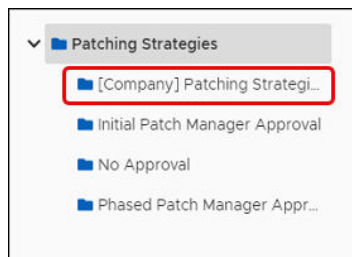 Patching Strategies
[Company] Patching Strategi...
Initial Patch Manager Approval
No Approval
Phased Patch Manager Appr...